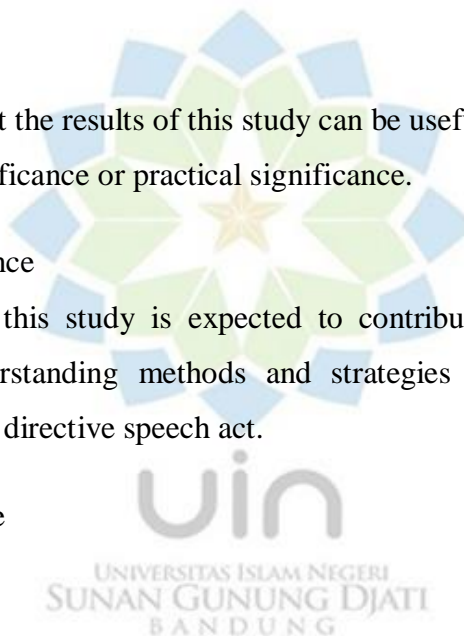 t the results of this study can be usef
ficance or practical significance.
nce
this study is expected to contribu
rstanding methods and strategies
directive speech act.
e
uin
UNIVERSITAS ISLAM NEGERI
SUNAN GUNUNG DJATI
BANDUNG